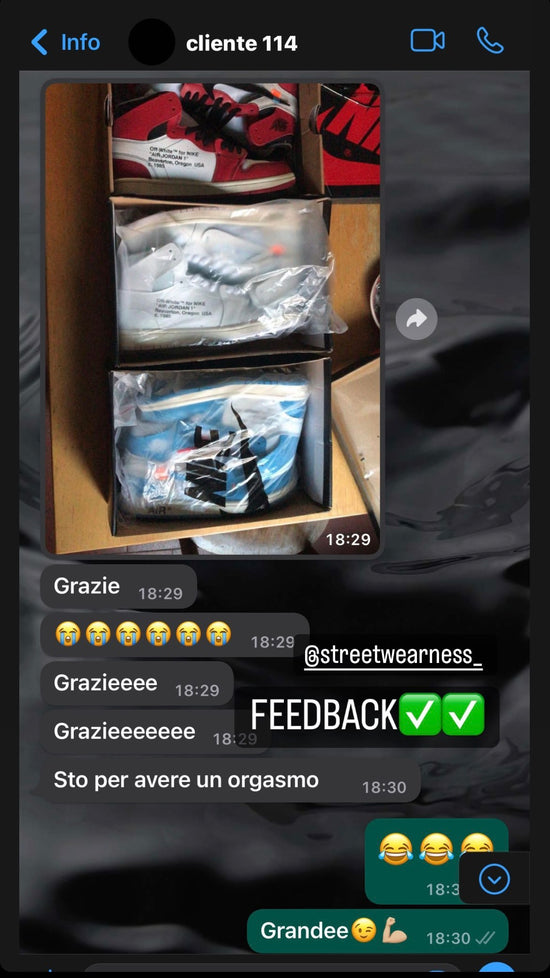 Info
cliente 114
Off-White™ for NIKE
"AIR JORDAN 1"
Beaverton, Oregon USA
c. 1985
Off-White™ for NIKE
"AIR JORDAN 1"
Beaverton, Oregon USA
c. 1985
NIKE
"AIR"
18:29
Grazie 18:29
😭😭😭😭😭😭 18:29
@streetwearness_
Grazieeee 18:29
FEEDBACK✅✅
Grazieeeeeee 18:29
Sto per avere un orgasmo 18:30
😂😂😂
18:3
Grandee😉💪🏼 18:30